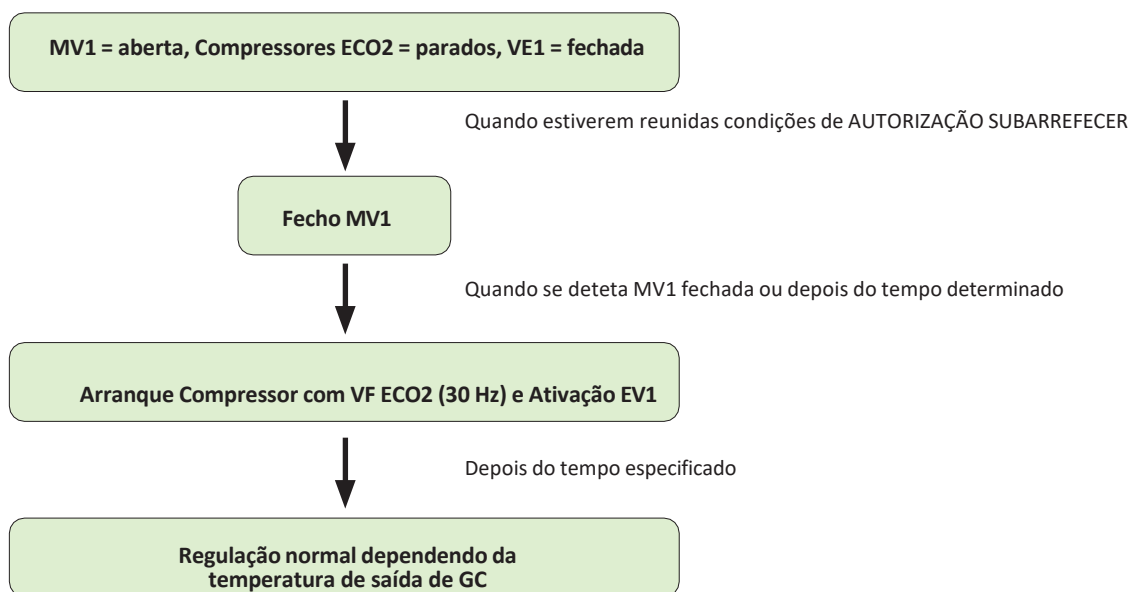 MV1 = aberta, Compressores ECO2 = parados, VE1 = fechada
Quando estiverem reunidas condições de AUTORIZAÇÃO SUBARREFECER
Fecho MV1
Quando se deteta MV1 fechada ou depois do tempo determinado
Arranque Compressor com VF ECO2 (30 Hz) e Ativação EV1
Depois do tempo especificado
Regulação normal dependendo da
temperatura de saída de GC